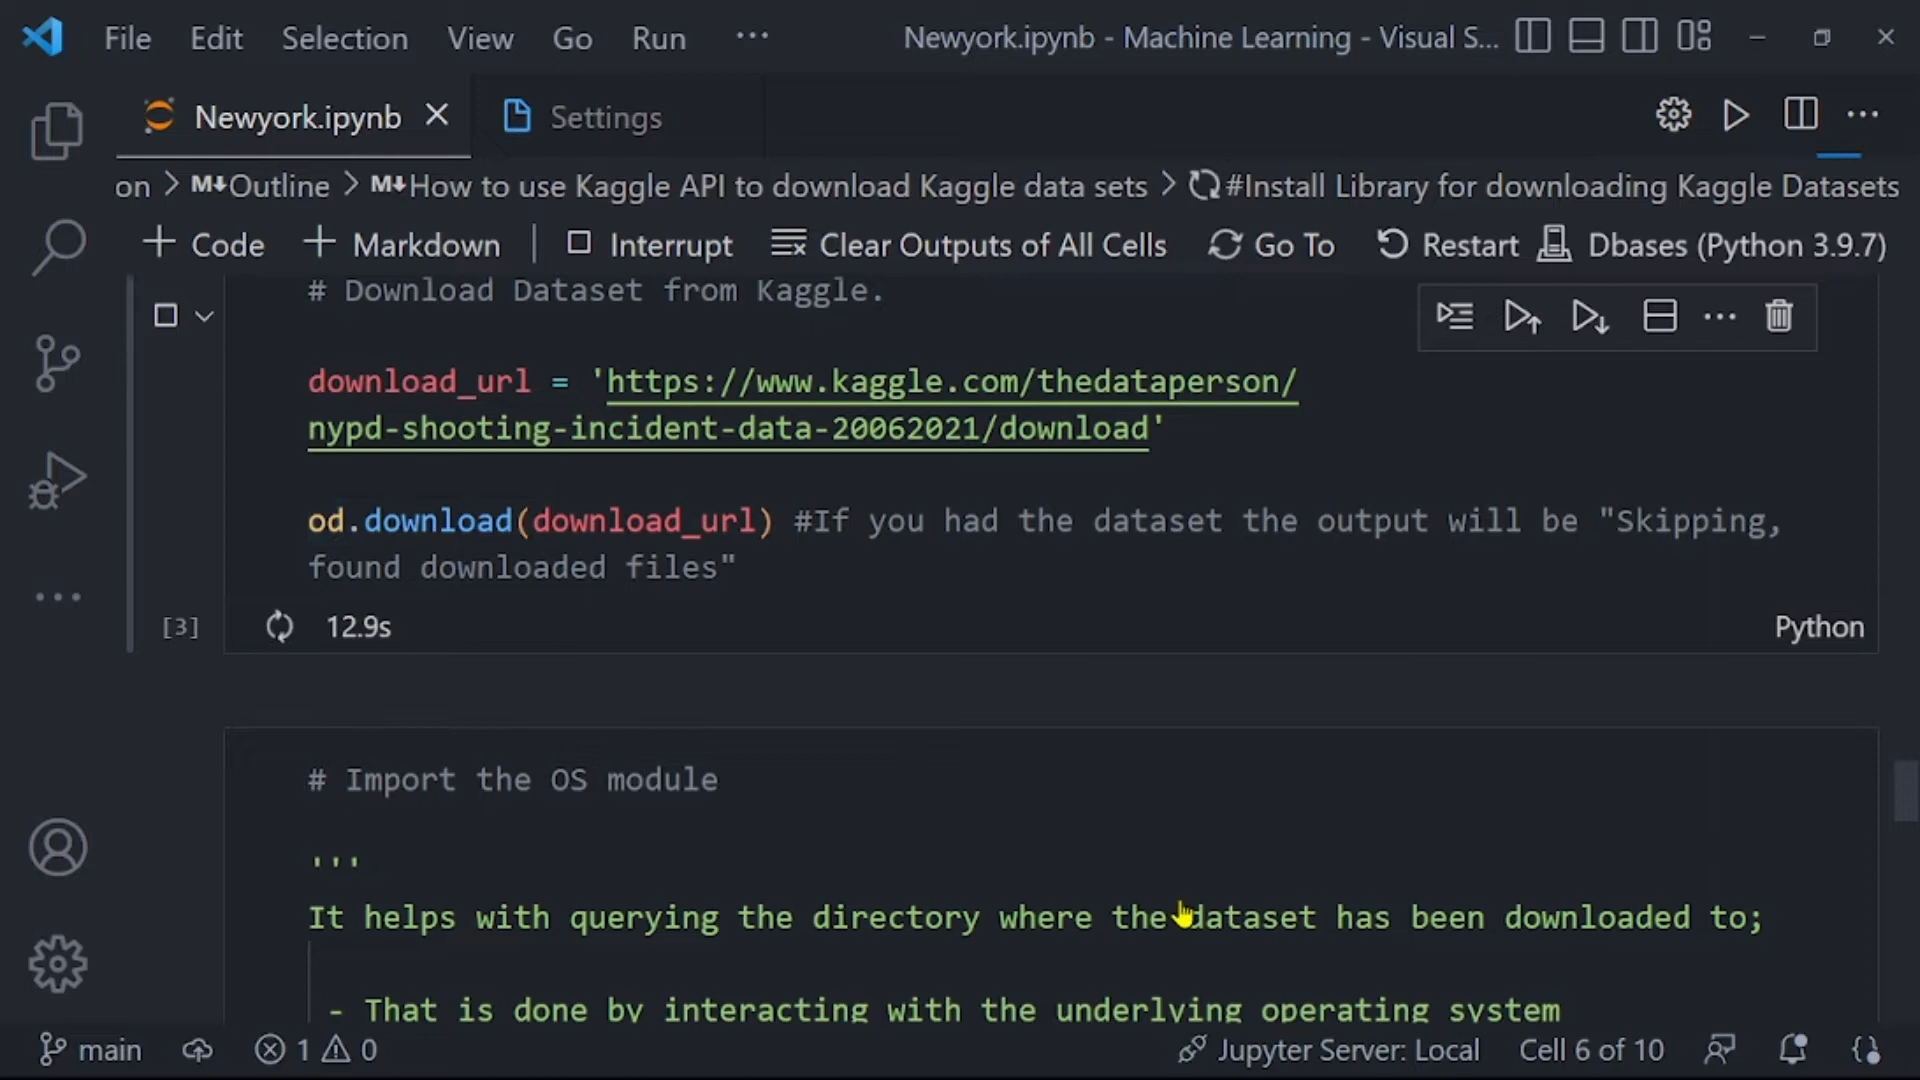 File Edit Selection View Go Run ··· Newyork.ipynb - Machine Learning - Visual S...
Newyork.ipynb Settings
on > M↓Outline > M↓How to use Kaggle API to download Kaggle data sets > #Install Library for downloading Kaggle Datasets
+ Code + Markdown | Interrupt Clear Outputs of All Cells Go To Restart Dbases (Python 3.9.7)
# Download Dataset from Kaggle.
download_url = 'https://www.kaggle.com/thedataperson/
nypd-shooting-incident-data-20062021/download'
od.download(download_url) #If you had the dataset the output will be "Skipping,
found downloaded files"
[3] 12.9s Python
# Import the OS module
'''
It helps with querying the directory where the dataset has been downloaded to;
- That is done by interacting with the underlying operating system
main 1 0 Jupyter Server: Local Cell 6 of 10